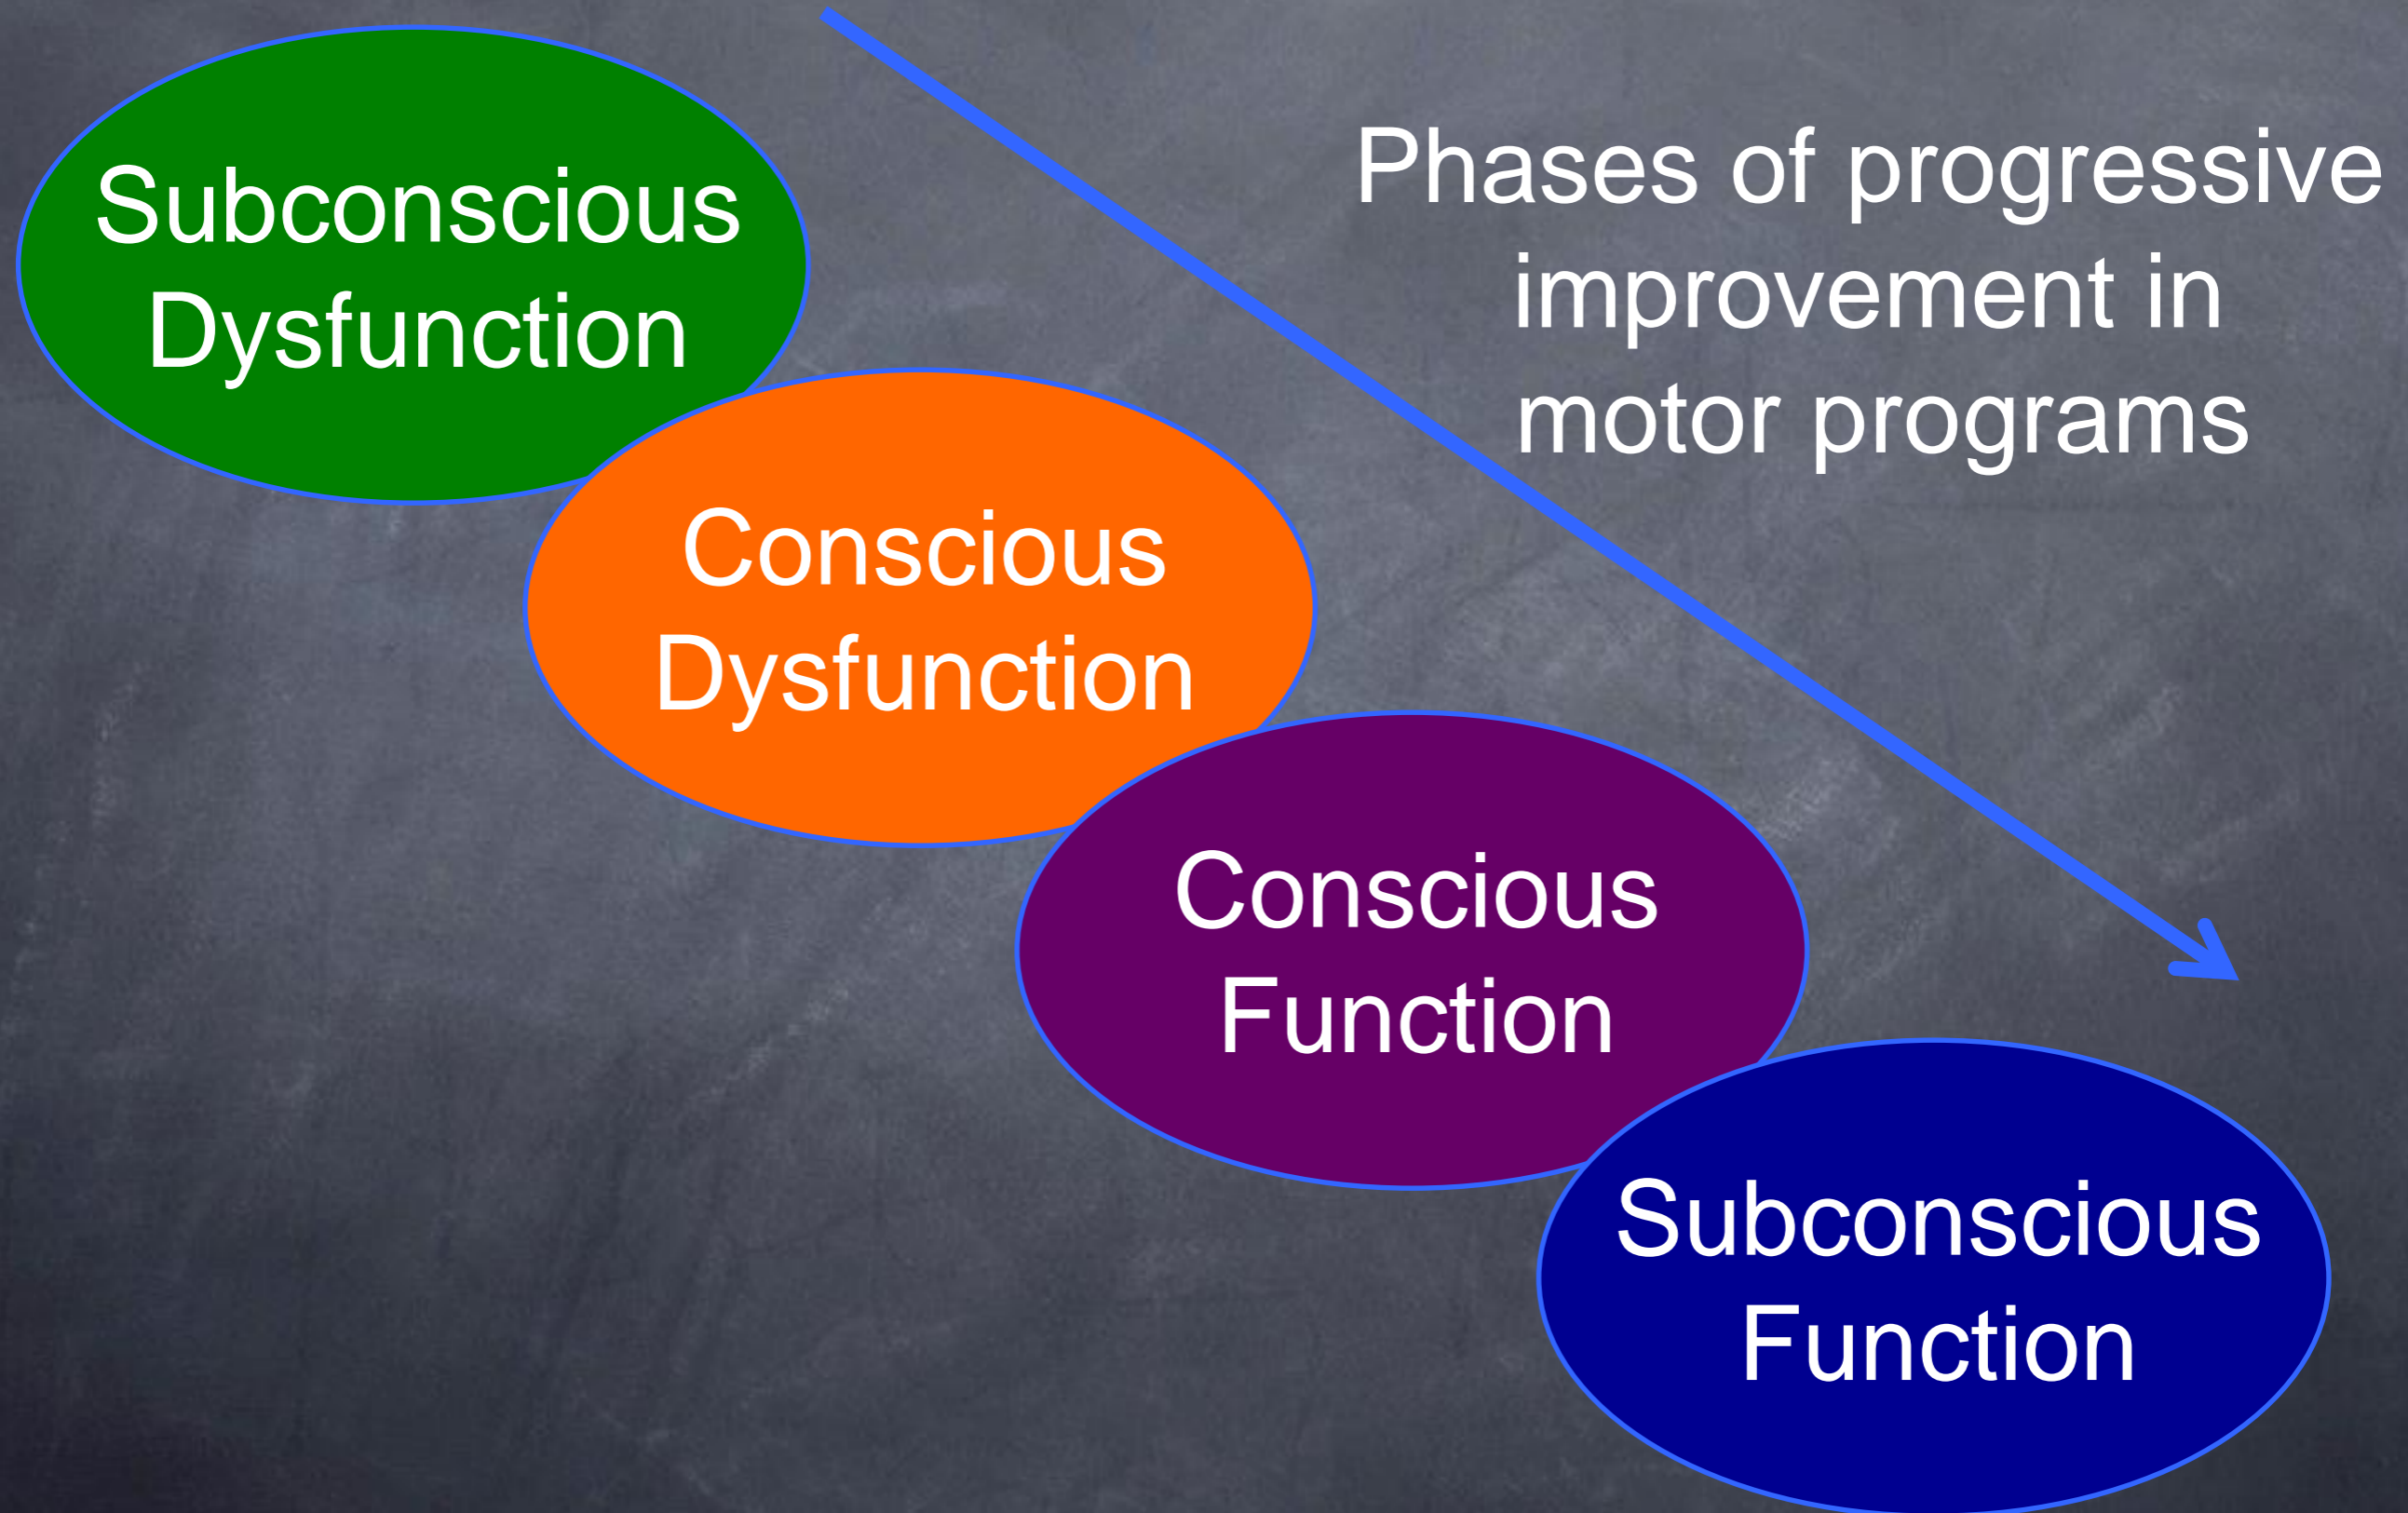 Subconscious
Dysfunction
Phases of progressive
improvement in
motor programs
Conscious
Dysfunction
Conscious
Function
Subconscious
Function